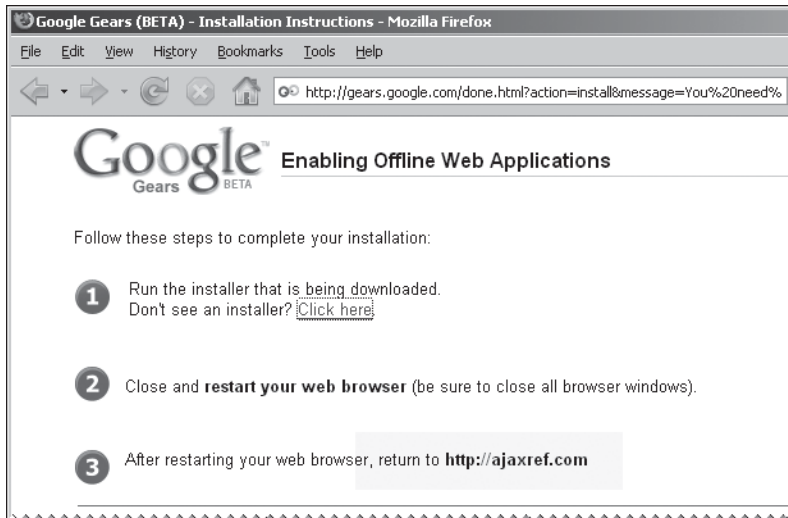 Google Gears (BETA) - Installation Instructions - Mozilla Firefox
File Edit View History Bookmarks Tools Help
http://gears.google.com/done.html?action=install&message=You%20need%
Google™ Enabling Offline Web Applications
Gears BETA
Follow these steps to complete your installation:
1 Run the installer that is being downloaded.
Don't see an installer? Click here.
2 Close and restart your web browser (be sure to close all browser windows).
3 After restarting your web browser, return to http://ajaxref.com